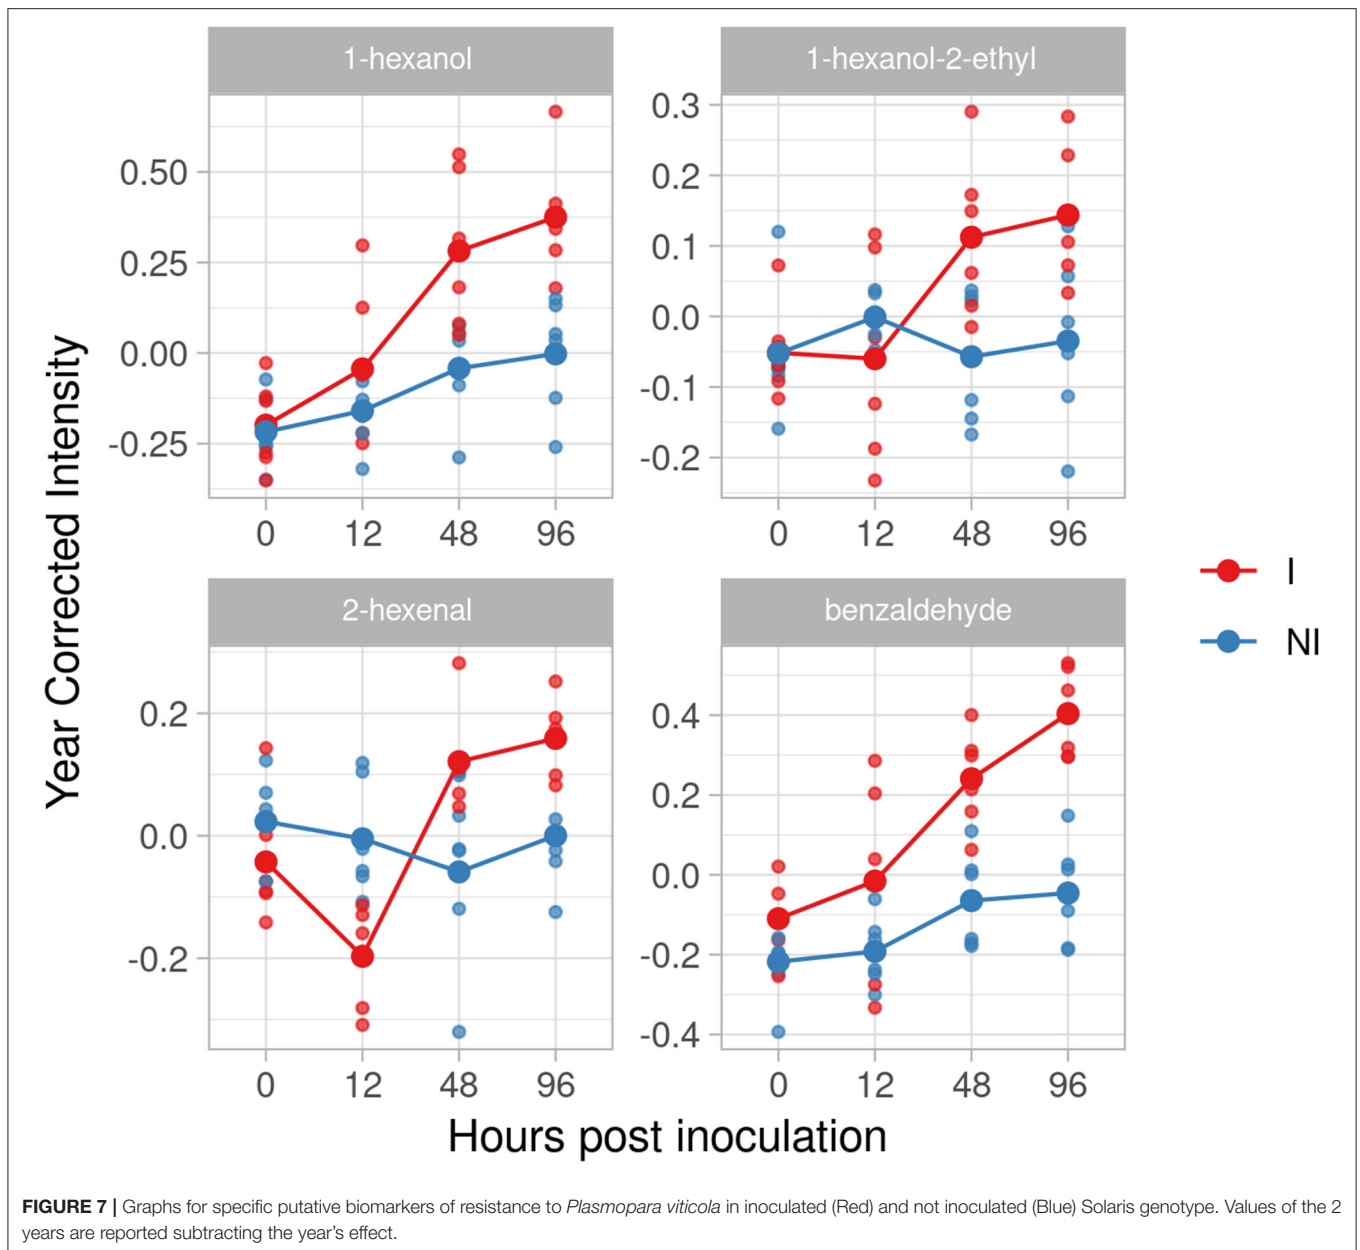 1-hexanol
1-hexanol-2-ethyl
0.50
0.25
0.00
-0.25
0 12 48 96
0.3
0.2
0.1
0.0
-0.1
-0.2
0 12 48 96
Year Corrected Intensity
2-hexenal
benzaldehyde
0.2
0.0
-0.2
0 12 48 96
0.4
0.2
0.0
-0.2
-0.4
0 12 48 96
Hours post inoculation
I
NI
FIGURE 7 | Graphs for specific putative biomarkers of resistance to Plasmopara viticola in inoculated (Red) and not inoculated (Blue) Solaris genotype. Values of the 2
years are reported subtracting the year's effect.